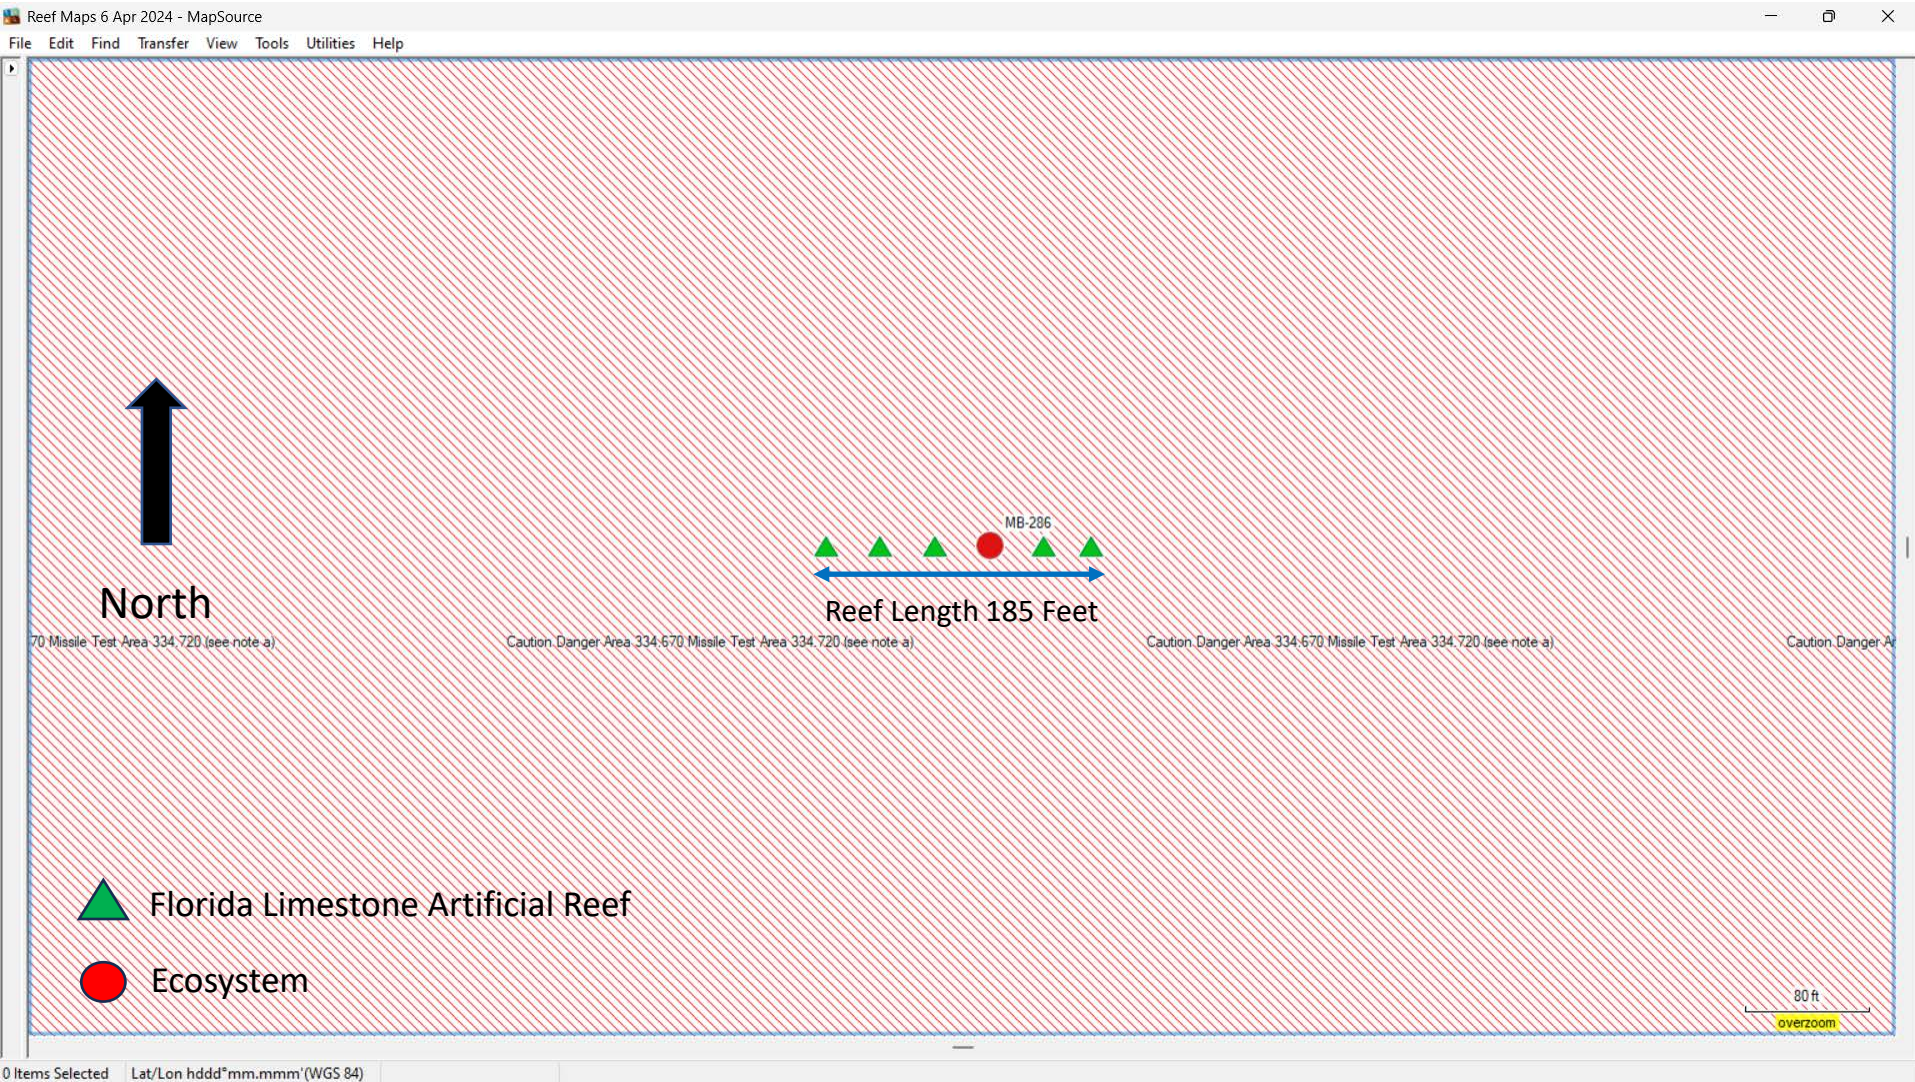 Reef Maps 6 Apr 2024 - MapSource
File Edit Find Transfer View Tools Utilities Help
MB-286
Reef Length 185 Feet
North
70 Missile Test Area 334.720 (see note a)
Caution Danger Area 334.670 Missile Test Area 334.720 (see note a)
Caution Danger Area 334.670 Missile Test Area 334.720 (see note a)
Caution Danger Ar
Florida Limestone Artificial Reef
Ecosystem
80 ft
overzoom
0 Items Selected
Lat/Lon hddd°mm.mmm'(WGS 84)